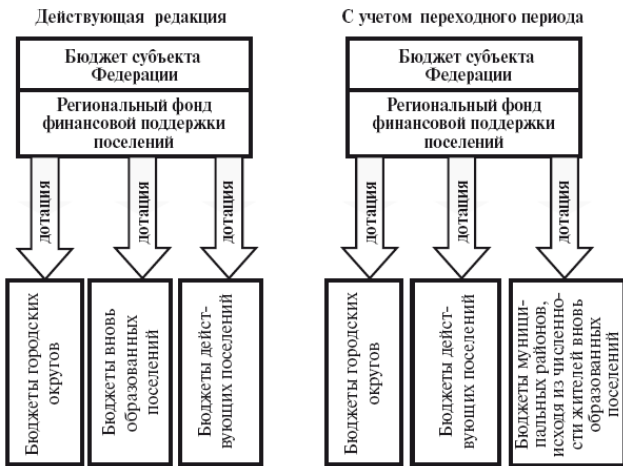 Действующая редакция
Бюджет субъекта
Федерации
Региональный фонд
финансовой поддержки
поселений
дотация
дотация
дотация
Бюджеты городских
округов
Бюджеты вновь
образованных
поселений
Бюджеты дейст-
вующих поселений
С учетом переходного периода
Бюджет субъекта
Федерации
Региональный фонд
финансовой поддержки
поселений
дотация
дотация
дотация
Бюджеты городских
округов
Бюджеты дейст-
вующих поселений
Бюджеты муници-
пальных районов,
исходя из численно-
сти жителей вновь
образованных
поселений